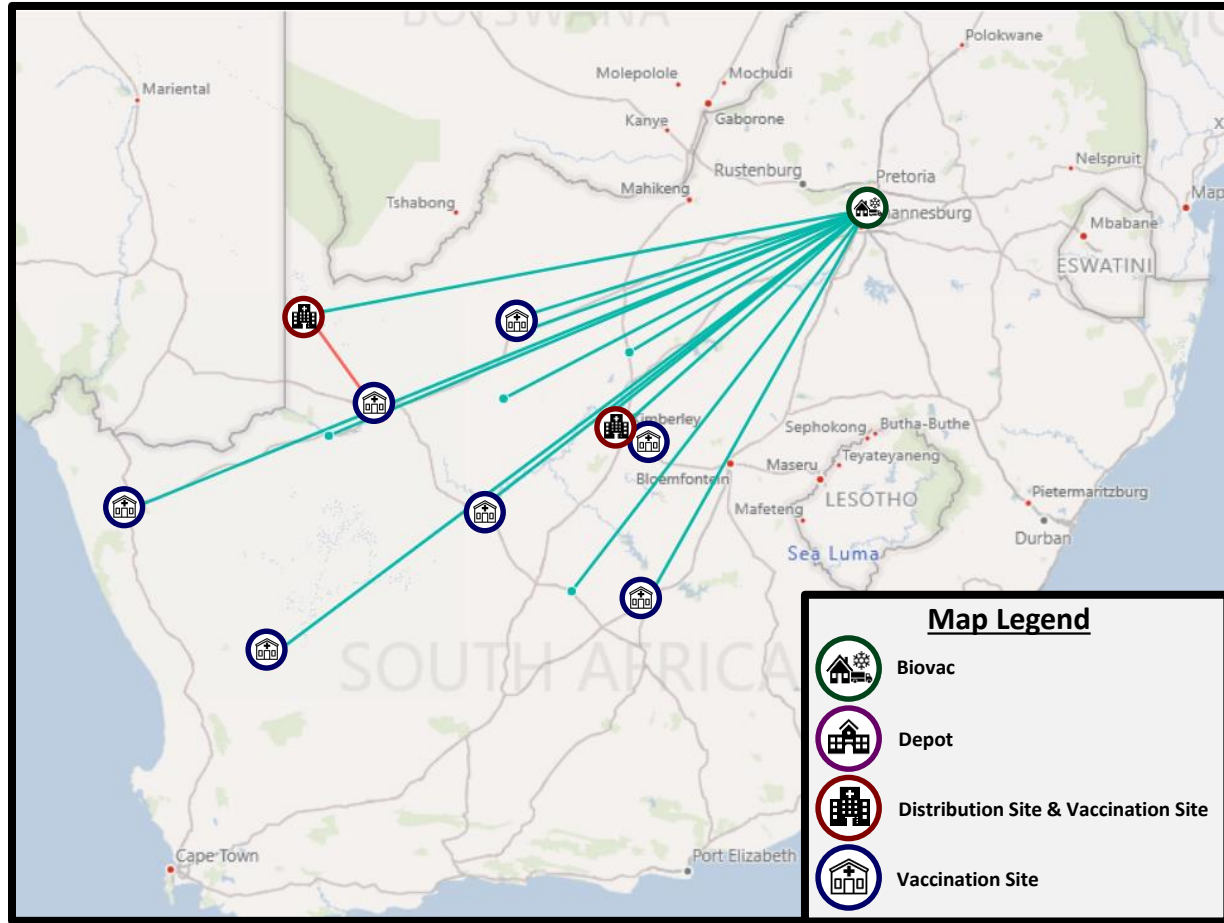 BOTSWANA
Polokwane
Molepolole
Mochudi
Mariental
Kanye
Gaborone
Nelspruit
Rustenburg
Pretoria
Mahikeng
Tshabong
Map
annesburg
Mbabane
ESWATINI
imberley
Sephokong
Butha-Buthe
Maseru
Teyateyaneng
Bloemfontein
LESOTHO
Pietermaritzburg
Mafeteng
Durban
Sea Luma
SOUTH AFRICA
Cape Town
Port Elizabeth
Map Legend
Biovac
Depot
Distribution Site & Vaccination Site
Vaccination Site